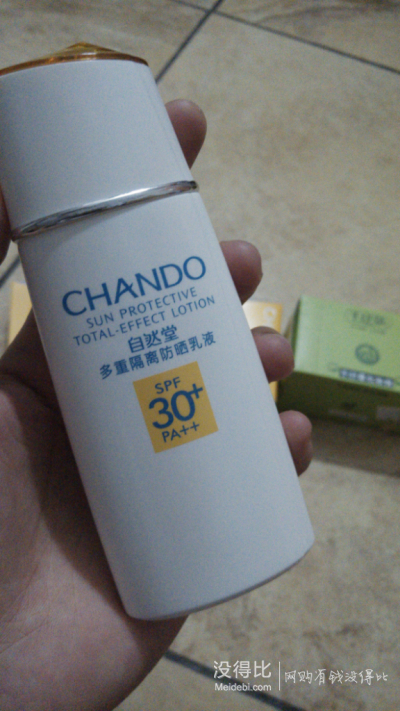 CHANDO
SUN PROTECTIVE
TOTAL-EFFECT LOTION
自然堂
多重隔离防晒乳液
SPF
30+
PA++
没得比
Meidebi.com
网购有钱没得比